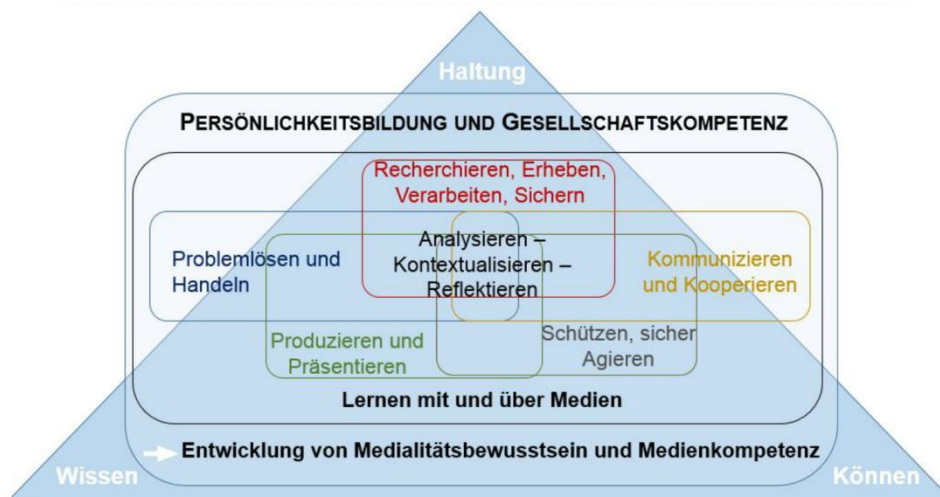 Haltung
PERSÖNLICHKEITSBILDUNG UND GESELLSCHAFTSKOMPETENZ
Recherchieren, Erheben,
Verarbeiten, Sichern
Analysieren –
Kontextualisieren –
Reflektieren
Problemlösen und
Handeln
Kommunizieren
und Kooperieren
Produzieren und
Präsentieren
Schützen, sicher
Agieren
Lernen mit und über Medien
Entwicklung von Medialitätsbewusstsein und Medienkompetenz
Wissen
Können